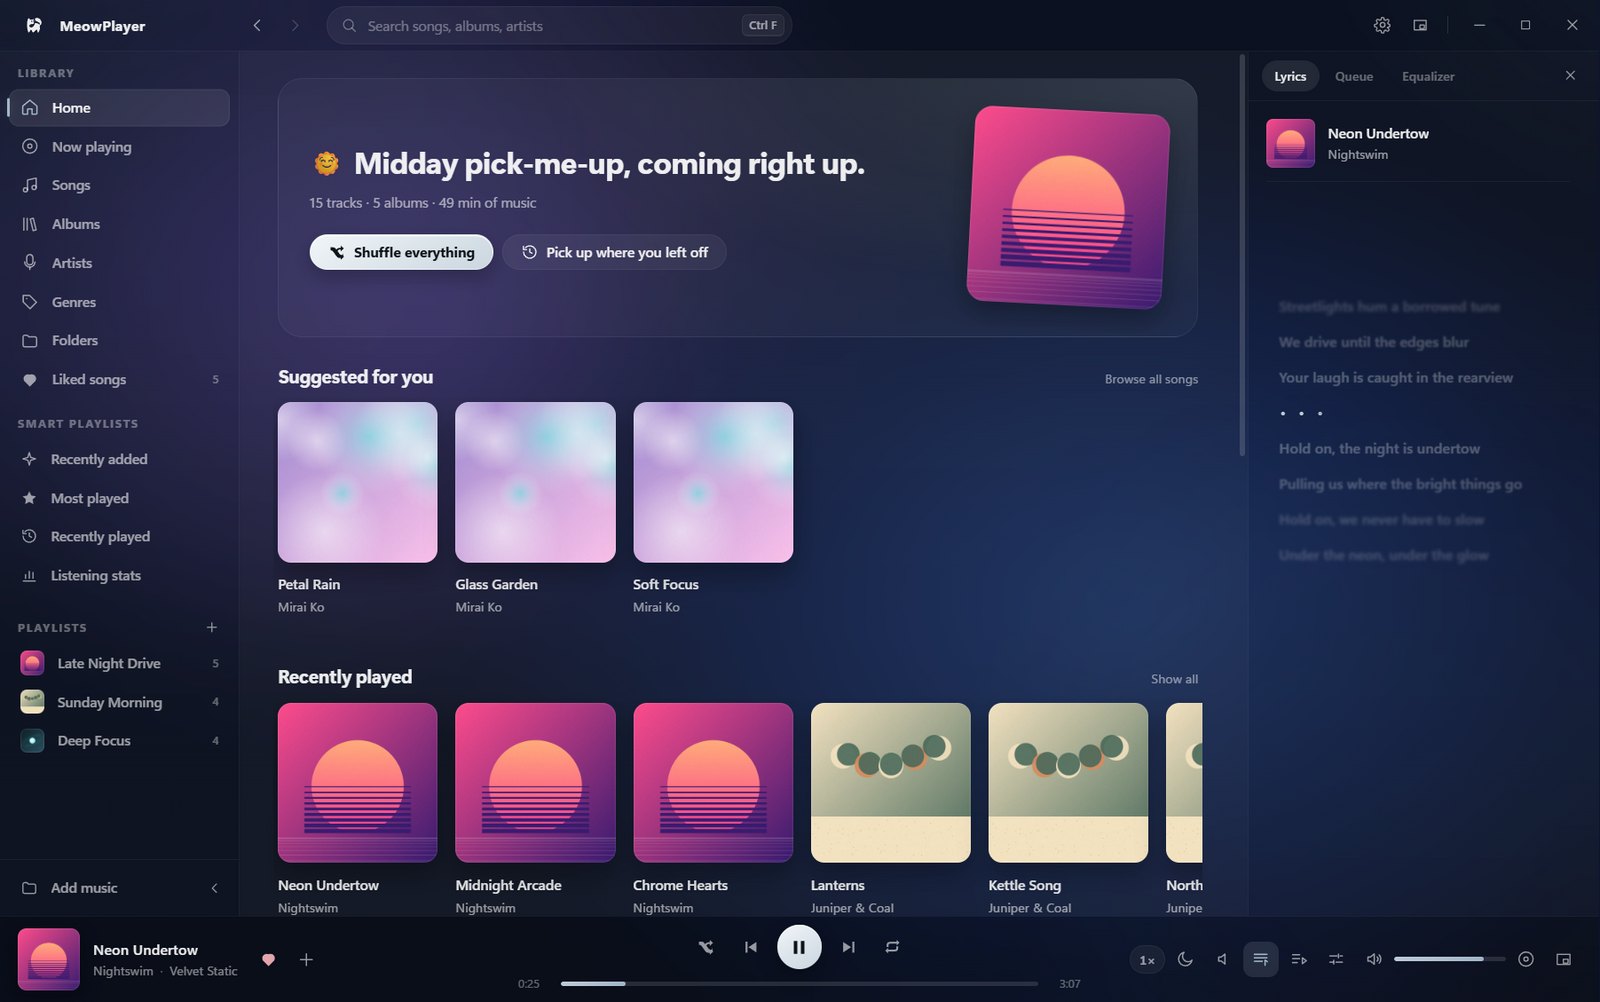 MeowPlayer
Search songs, albums, artists
Ctrl F
LIBRARY
Home
Now playing
Songs
Albums
Artists
Genres
Folders
Liked songs 5
SMART PLAYLISTS
Recently added
Most played
Recently played
Listening stats
PLAYLISTS
Late Night Drive 5
Sunday Morning 4
Deep Focus 4
Add music
Midday pick-me-up, coming right up.
15 tracks · 5 albums · 49 min of music
Shuffle everything
Pick up where you left off
Suggested for you
Browse all songs
Petal Rain
Mirai Ko
Glass Garden
Mirai Ko
Soft Focus
Mirai Ko
Recently played
Show all
Neon Undertow
Nightswim
Midnight Arcade
Nightswim
Chrome Hearts
Nightswim
Lanterns
Juniper & Coal
Kettle Song
Juniper & Coal
North
Junipe
Lyrics
Queue
Equalizer
Neon Undertow
Nightswim
Streetlights hum a borrowed tune
We drive until the edges blur
Your laugh is caught in the rearview
• • •
Hold on, the night is undertow
Pulling us where the bright things go
Hold on, we never have to slow
Under the neon, under the glow
Neon Undertow
Nightswim · Velvet Static
0:25
3:07
1×